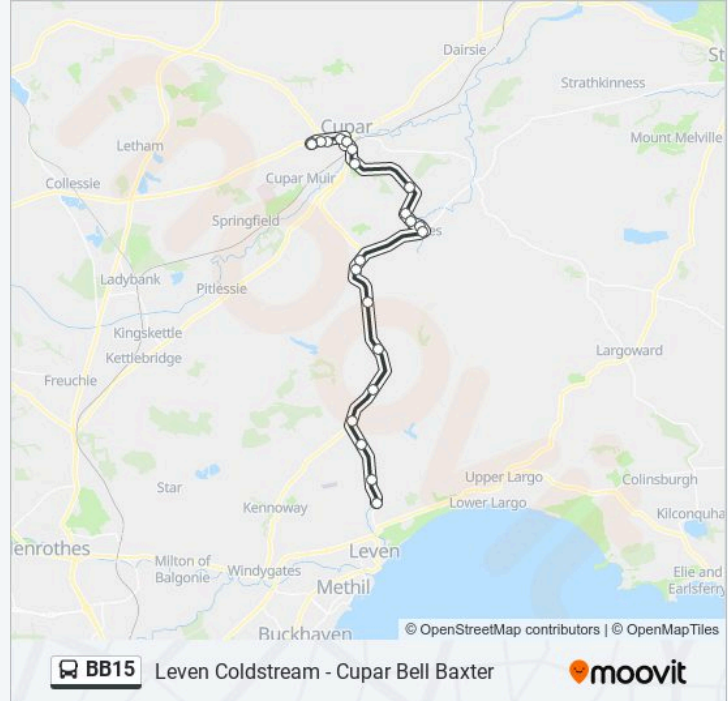 Dairsie
St
Strathkinness
Cupar
Mount Melville
Letham
Cupar Muir
Collessie
Springfield
es
Ladybank
Pitlessie
Kingskettle
Kettlebridge
Largoward
Freuchie
Upper Largo
Colinsburgh
Star
Lower Largo
Kennoway
Kilconquha
lenrothes
Leven
Milton of
Balgonie
Windygates
Elie and
Earlsferry
Methil
Buckhaven
© OpenStreetMap contributors | © OpenMapTiles
BB15 Leven Coldstream - Cupar Bell Baxter moovit